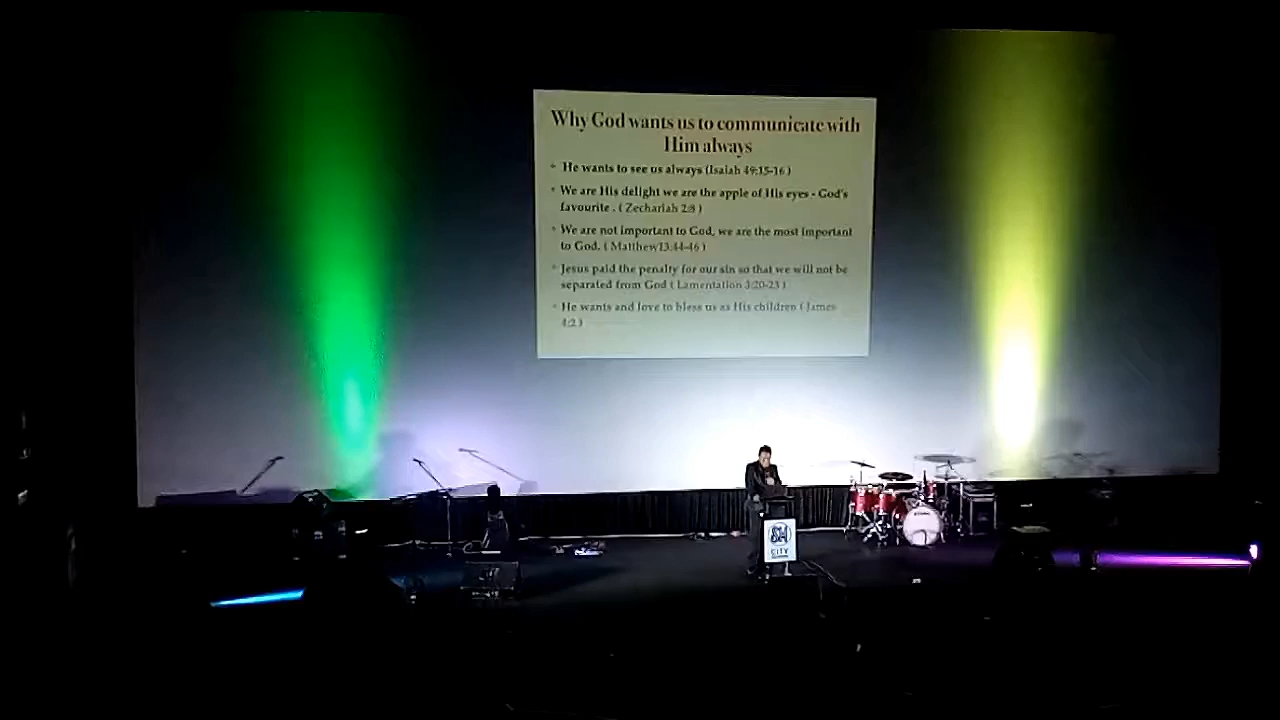 Why God wants us to communicate with
Him always
He wants to see us always (Isaiah 49:15-16 )
We are His delight we are the apple of His eyes - God's
favourite . ( Zechariah 2:8 )
We are not important to God, we are the most important
to God. ( Matthew13:44-46 )
Jesus paid the penalty for our sin so that we will not be
separated from God ( Lamentation 3:20-23 )
He wants and love to bless us as His children ( James
4:2 )
SM
CITY